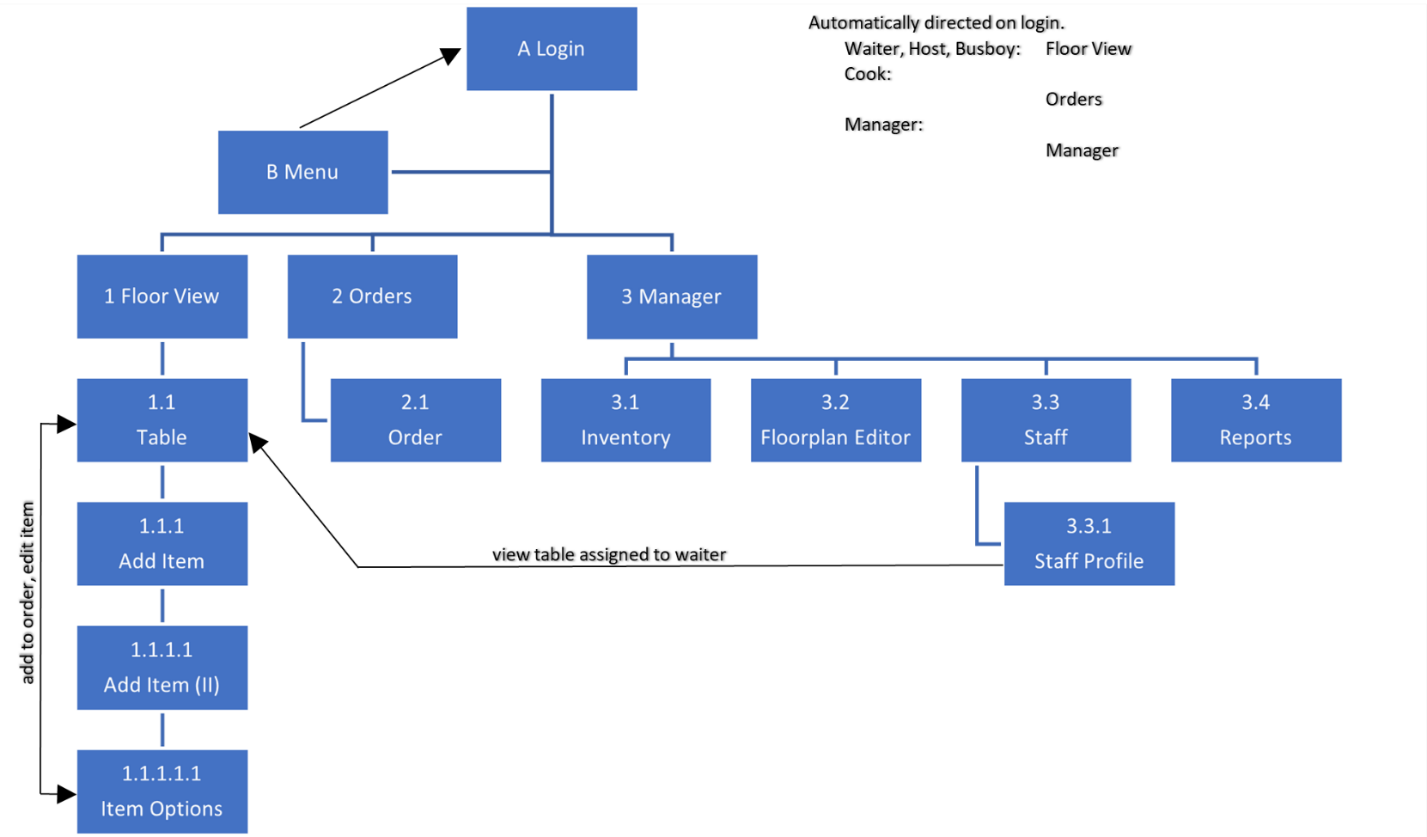 A Login
Automatically directed on login.
Waiter, Host, Busboy: Floor View
Cook:
Orders
Manager:
Manager
B Menu
1 Floor View
2 Orders
3 Manager
1.1
Table
2.1
Order
3.1
Inventory
3.2
Floorplan Editor
3.3
Staff
3.4
Reports
add to order, edit item
1.1.1
Add Item
view table assigned to waiter
3.3.1
Staff Profile
1.1.1.1
Add Item (II)
1.1.1.1.1
Item Options